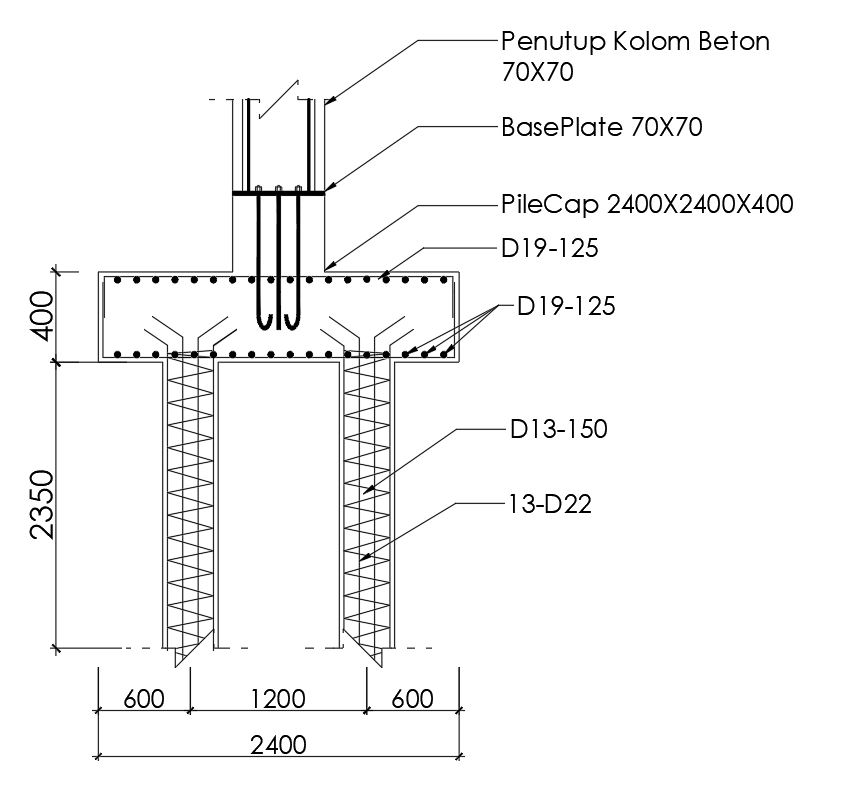 Penutup Kolom Beton
70X70
BasePlate 70X70
PileCap 2400X2400X400
D19-125
D19-125
400
D13-150
2350
13-D22
600
1200
600
2400